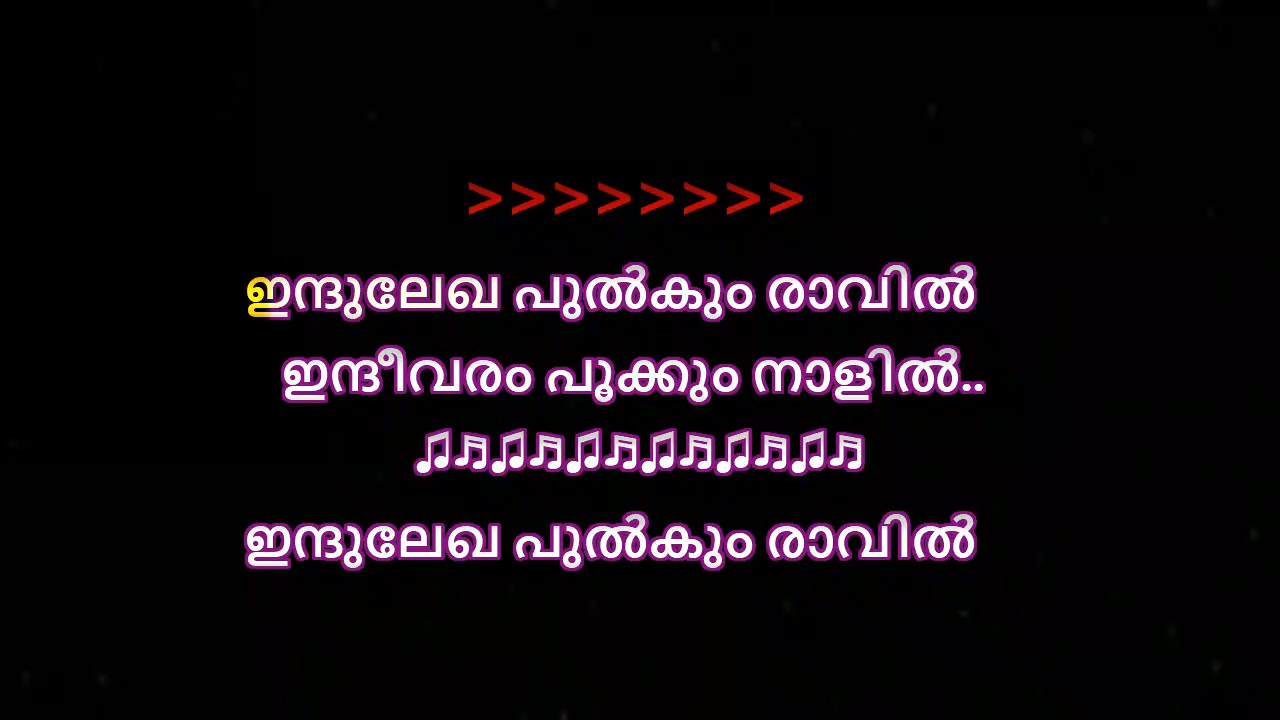 >>>>>>>>
ഇന്ദുലേഖ പുൽകും രാവിൽ
ഇന്ദീവരം പൂക്കും നാളിൽ..
♫♬♫♬♫♬♫♬♫♬♫♬
ഇന്ദുലേഖ പുൽകും രാവിൽ